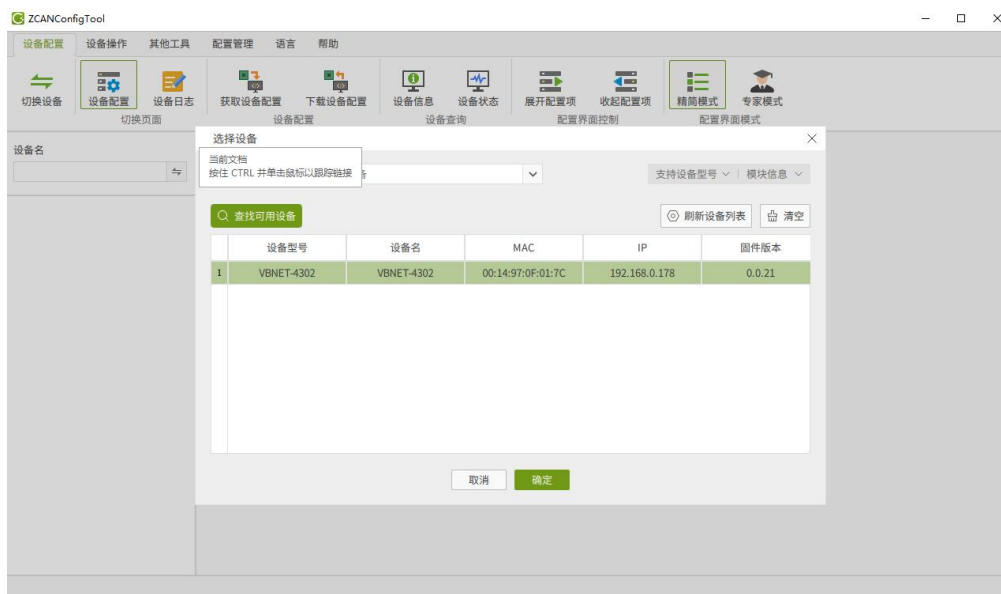 ZCANConfigTool
设备配置 设备操作 其他工具 配置管理 语言 帮助
切换设备 设备配置 设备日志 获取设备配置 下载设备配置 设备信息 设备状态 展开配置项 收起配置项 精简模式 专家模式
切换页面 设备配置 设备查询 配置界面控制 配置界面模式
选择设备
设备名
当前文档
按住 CTRL 并单击鼠标以跟踪链接
支持设备型号 模块信息
查找可用设备 刷新设备列表 清空
设备型号 设备名 MAC IP 固件版本
1 VBNET-4302 VBNET-4302 00:14:97:0F:01:7C 192.168.0.178 0.0.21
取消 确定